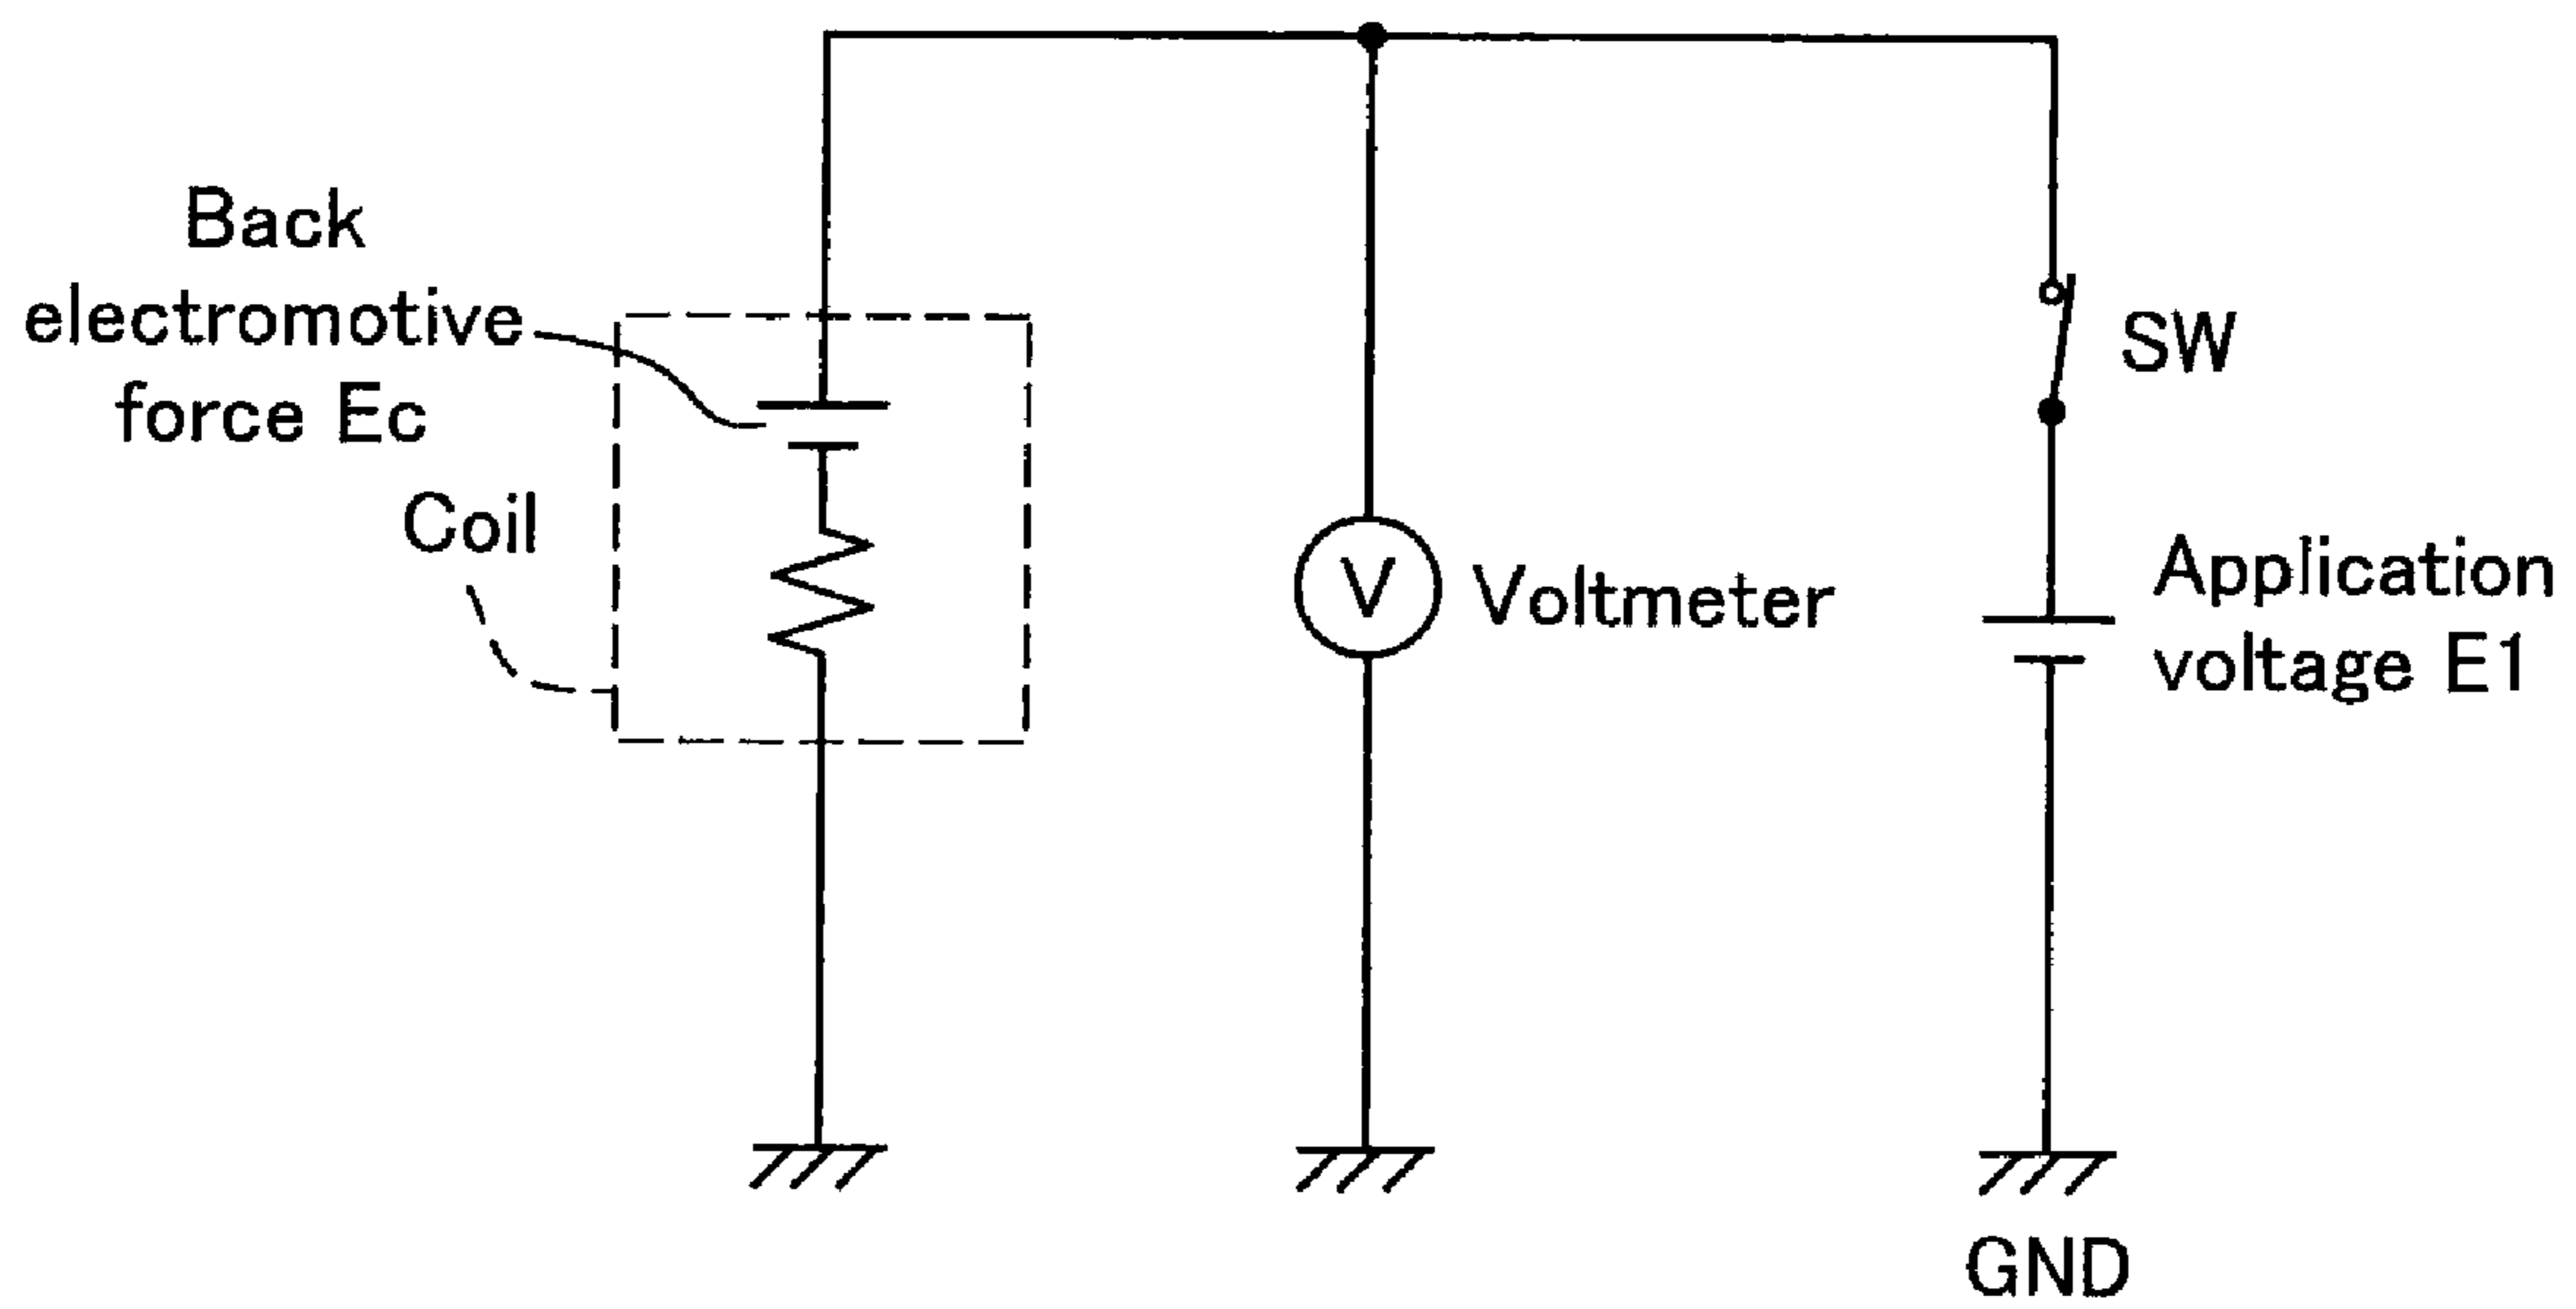 Back
electromotive
force Ec
Coil
SW
V
Voltmeter
Application
voltage E1
GND